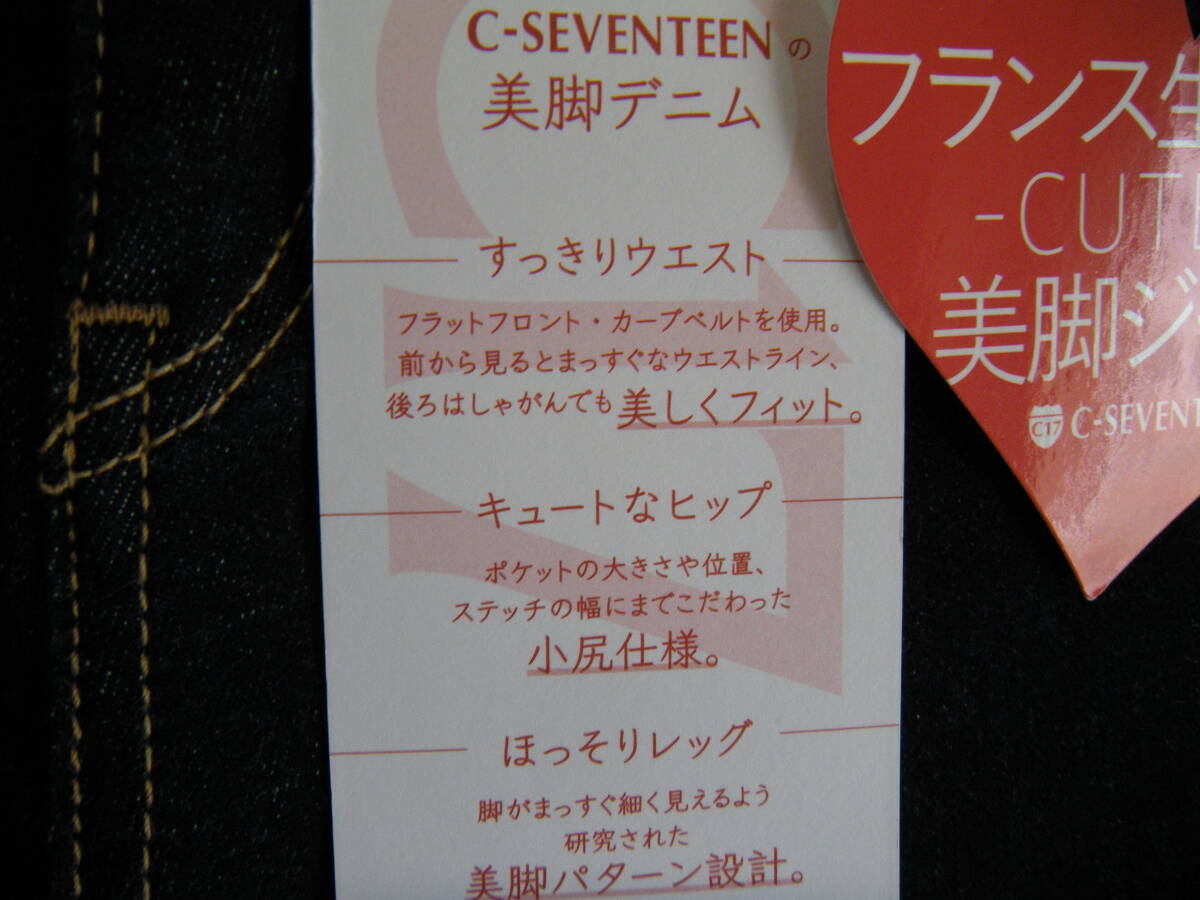 C-SEVENTEENの
美脚デニム
すっきりウエスト
フラットフロント・カーブベルトを使用。
前から見るとまっすぐなウエストライン、
後ろはしゃがんでも美しくフィット。
キュートなヒップ
ポケットの大きさや位置、
ステッチの幅にまでこだわった
小尻仕様。
ほっそりレッグ
脚がまっすぐ細く見えるよう
研究された
美脚パターン設計。
フランス生
-CUT
美脚ジ
C17 C-SEVENT